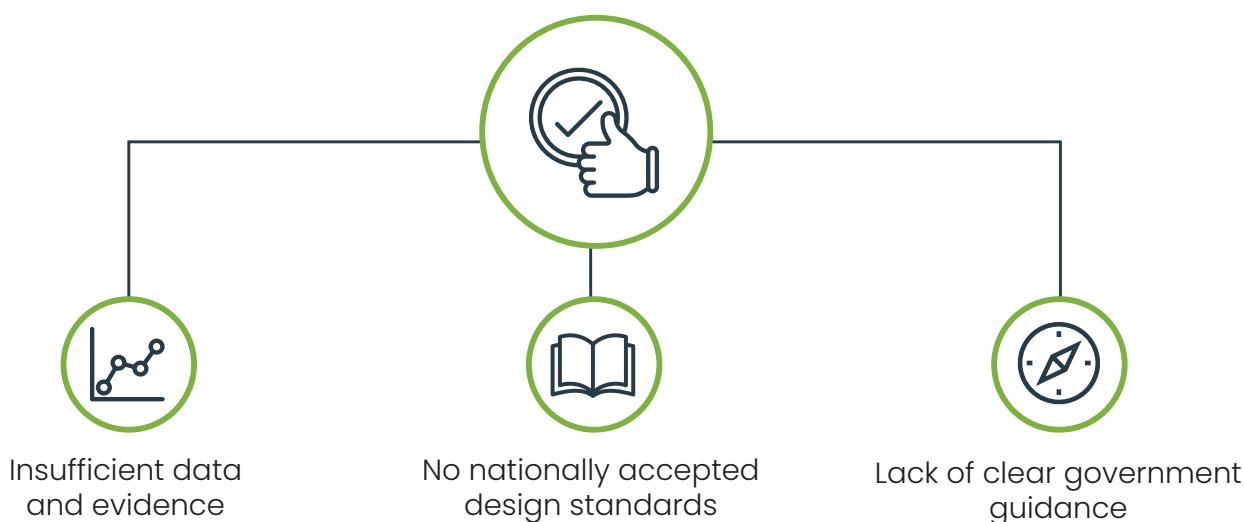 Insufficient data
and evidence
No nationally accepted
design standards
Lack of clear government
guidance